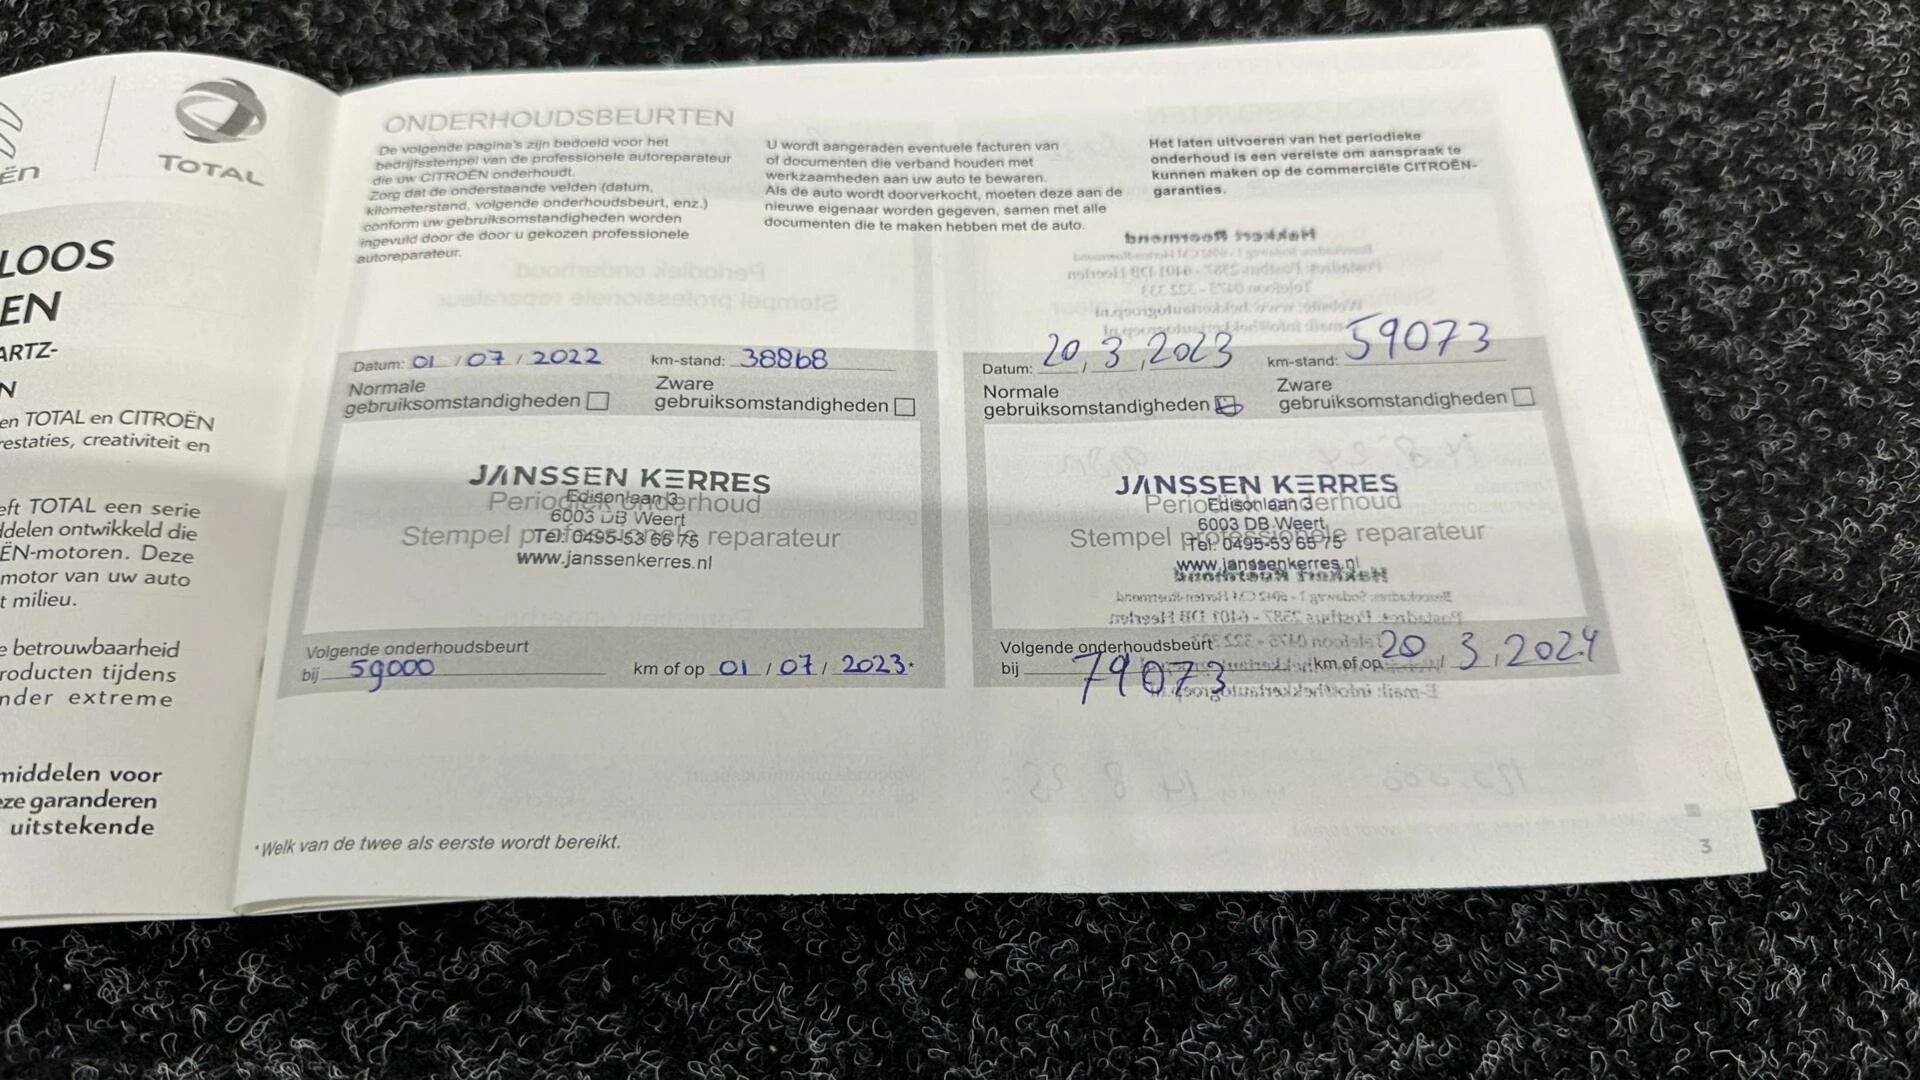 ën
TOTAL
LOOS
EN
ARTZ-
N
en TOTAL en CITROËN
restaties, creativiteit en
eft TOTAL een serie
ddelen ontwikkeld die
ËN-motoren. Deze
motor van uw auto
t milieu.
e betrouwbaarheid
roducten tijdens
nder extreme
middelen voor
ze garanderen
uitstekende
ONDERHOUDSBEURTEN
De volgende pagina's zijn bedoeld voor het
bedrijfsstempel van de professionele autoreparateur
die uw CITROËN onderhoudt.
Zorg dat de onderstaande velden (datum,
kilometerstand, volgende onderhoudsbeurt, enz.)
conform uw gebruiksomstandigheden worden
ingevuld door de door u gekozen professionele
autoreparateur.
U wordt aangeraden eventuele facturen van
of documenten die verband houden met
werkzaamheden aan uw auto te bewaren.
Als de auto wordt doorverkocht, moeten deze aan de
nieuwe eigenaar worden gegeven, samen met alle
documenten die te maken hebben met de auto.
Het laten uitvoeren van het periodieke
onderhoud is een vereiste om aanspraak te
kunnen maken op de commerciële CITROËN-
garanties.
Datum: 01 / 07 / 2022 km-stand: 38868
Normale
gebruiksomstandigheden
Zware
gebruiksomstandigheden
JANSSEN KERRES
Periodiek onderhoud
Edisonlaan 3
6003 DB Weert
Stempel professionele reparateur
Tel: 0495-53 65 75
www.janssenkerres.nl
Volgende onderhoudsbeurt
bij 59000 km of op 01 / 07 / 2023*
Datum: 20, 3, 2023 km-stand: 59073
Normale
gebruiksomstandigheden
Zware
gebruiksomstandigheden
JANSSEN KERRES
Periodiek onderhoud
Edisonlaan 3
6003 DB Weert
Stempel professionele reparateur
Tel: 0495-53 65 75
www.janssenkerres.nl
Volgende onderhoudsbeurt
bij 79073 km of op 20 / 3, 2024
*Welk van de twee als eerste wordt bereikt.
3